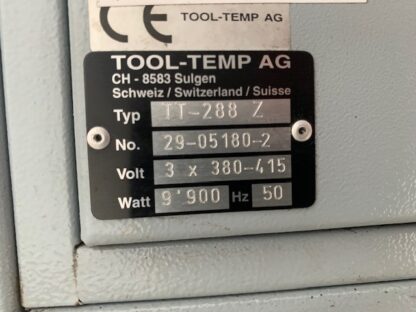 CE TOOL-TEMP AG
TOOL-TEMP AG
CH - 8583 Sulgen
Schweiz / Switzerland / Suisse
Typ TT-288 Z
No. 29-05180-2
Volt 3 x 380-415
Watt 9'900 Hz 50